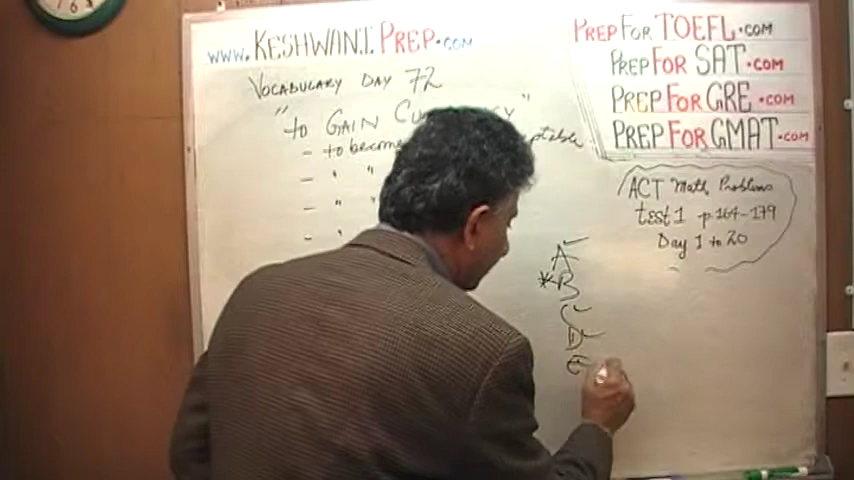 www.KESHWANI PREP.com
PREPFORTOEFL.com
PREPFORSAT.com
PREPFORGRE.com
PREPFORGMAT.com
VOCABULARY DAY 72
"to GAIN
- to become
- " "
- " "
- "
ACT Math Problems
test 1 -p 164-179
Day 1 to 20
A
*B
C
D
E